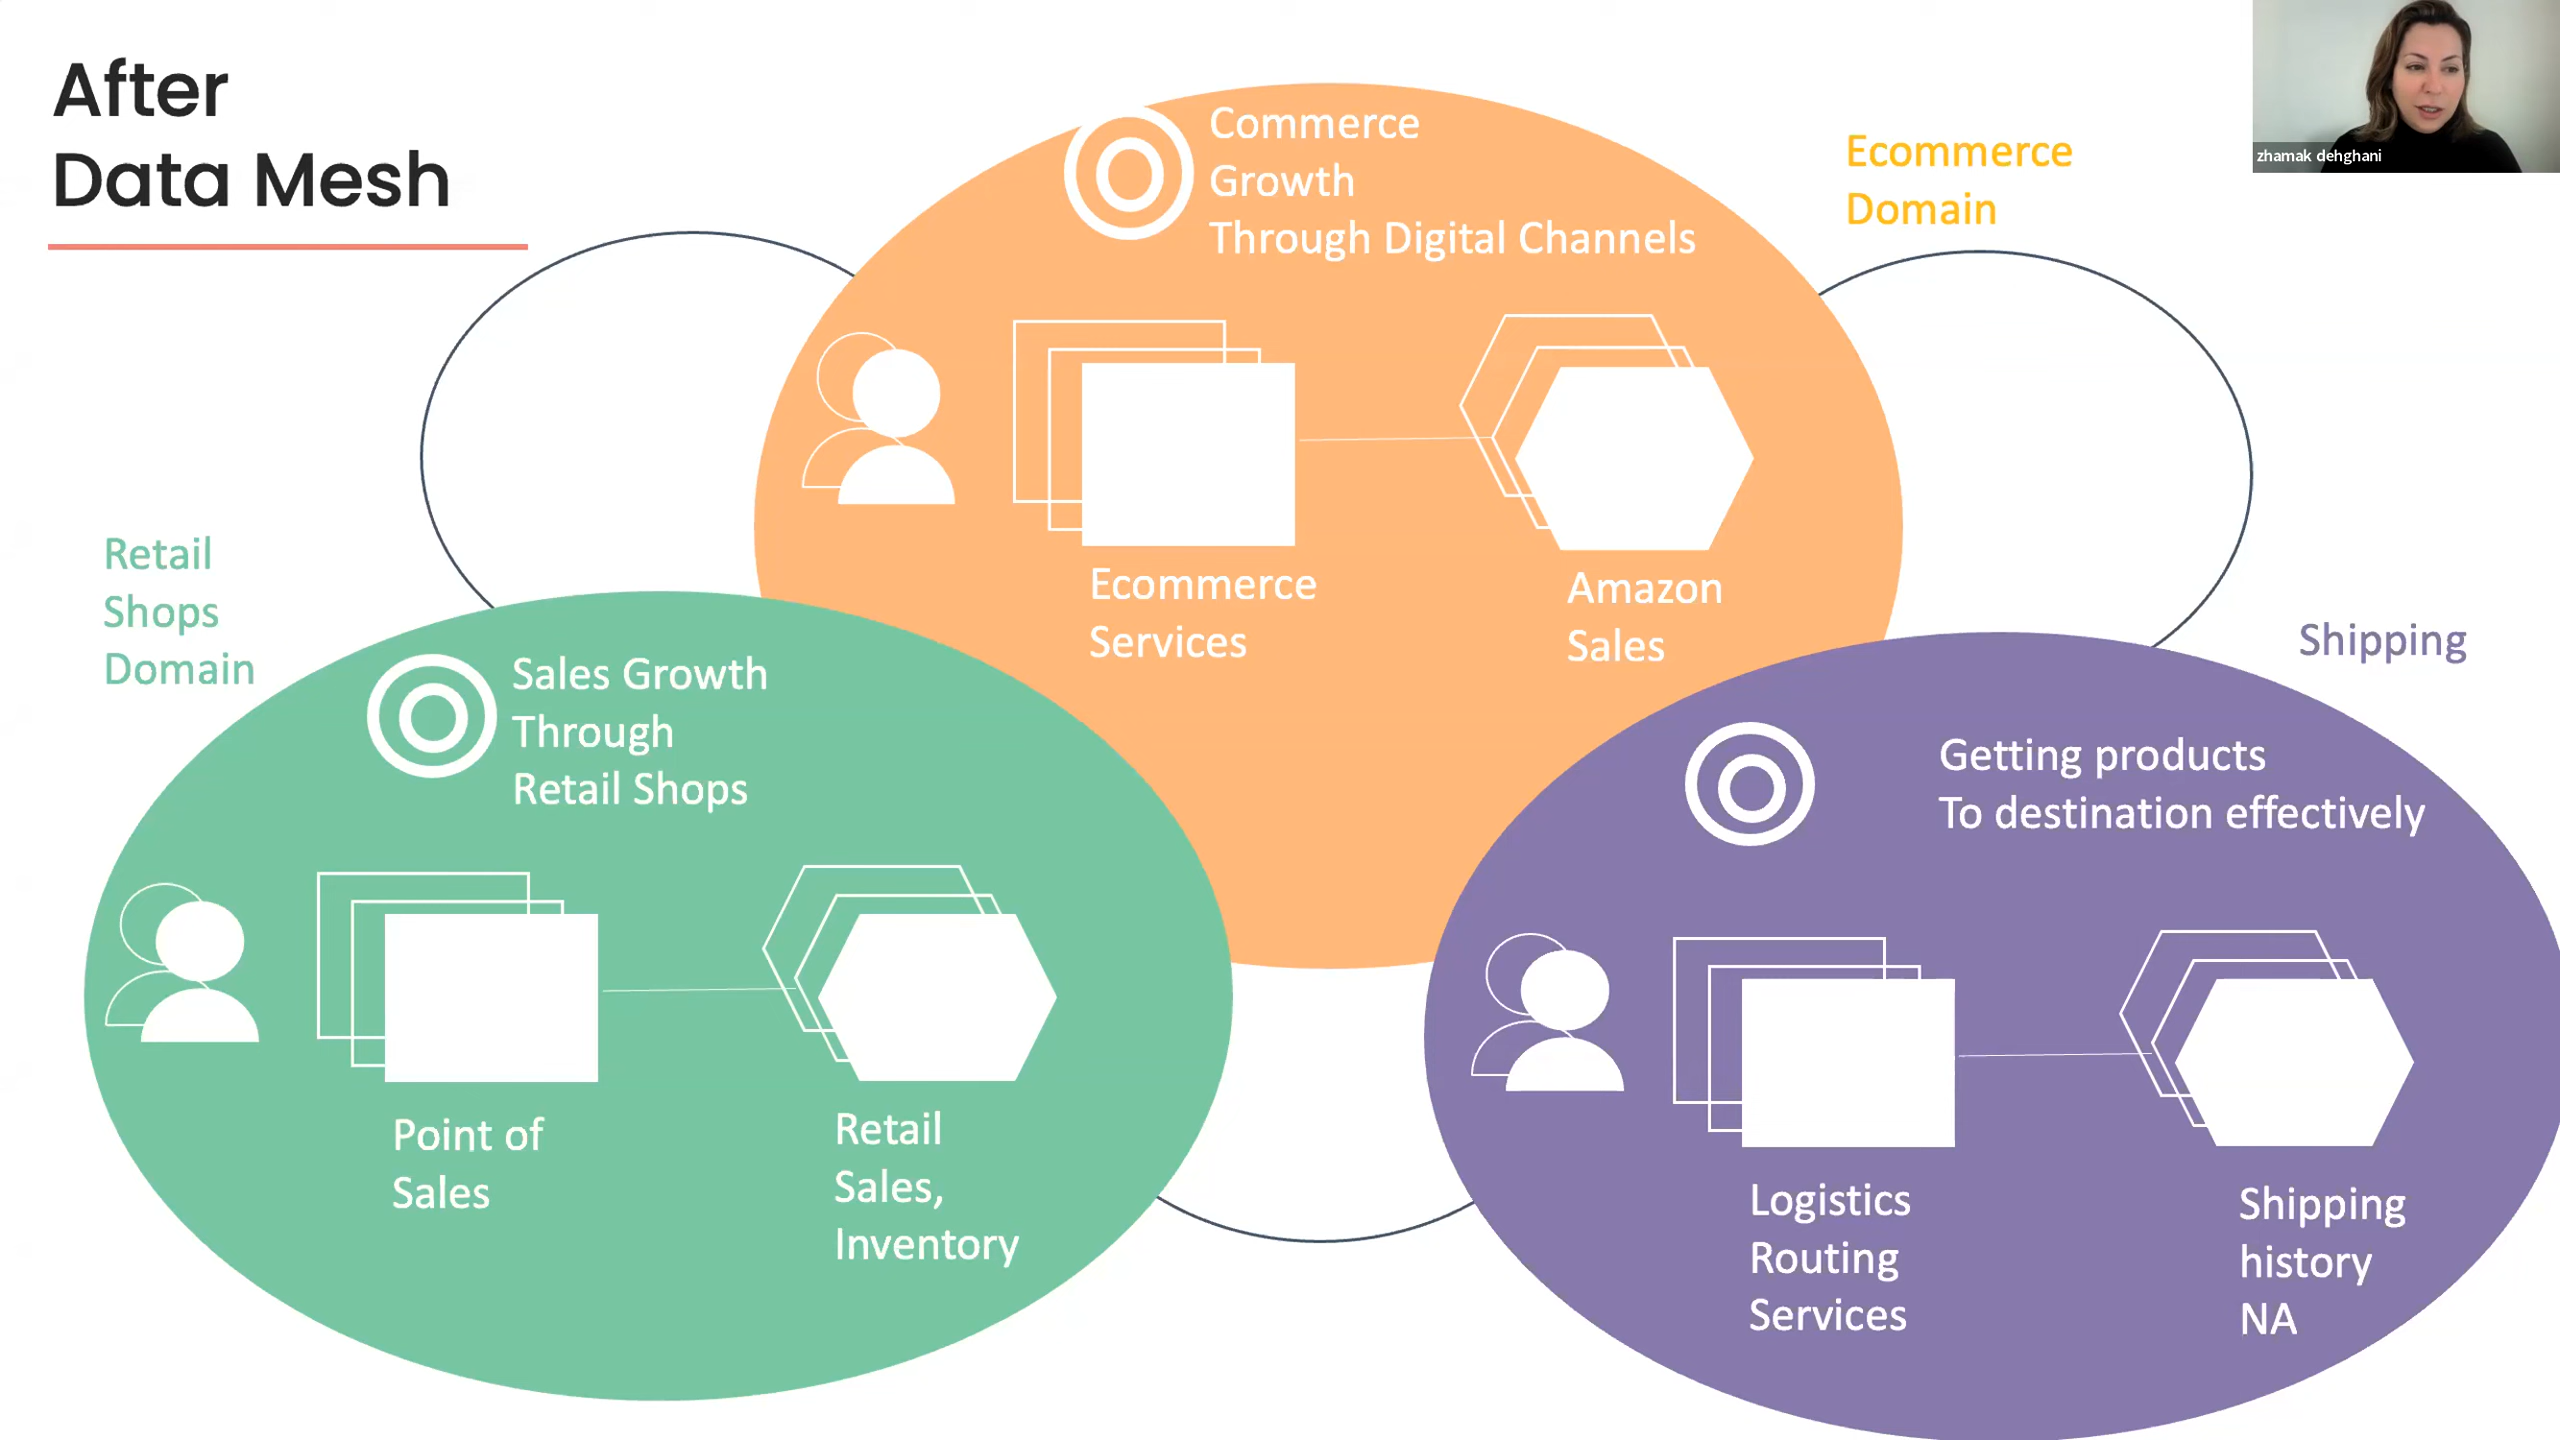 After
Data Mesh
zhamak dehghani
Commerce
Growth
Through Digital Channels
Ecommerce
Domain
Ecommerce
Services
Amazon
Sales
Retail
Shops
Domain
Sales Growth
Through
Retail Shops
Point of
Sales
Retail
Sales,
Inventory
Shipping
Getting products
To destination effectively
Logistics
Routing
Services
Shipping
history
NA